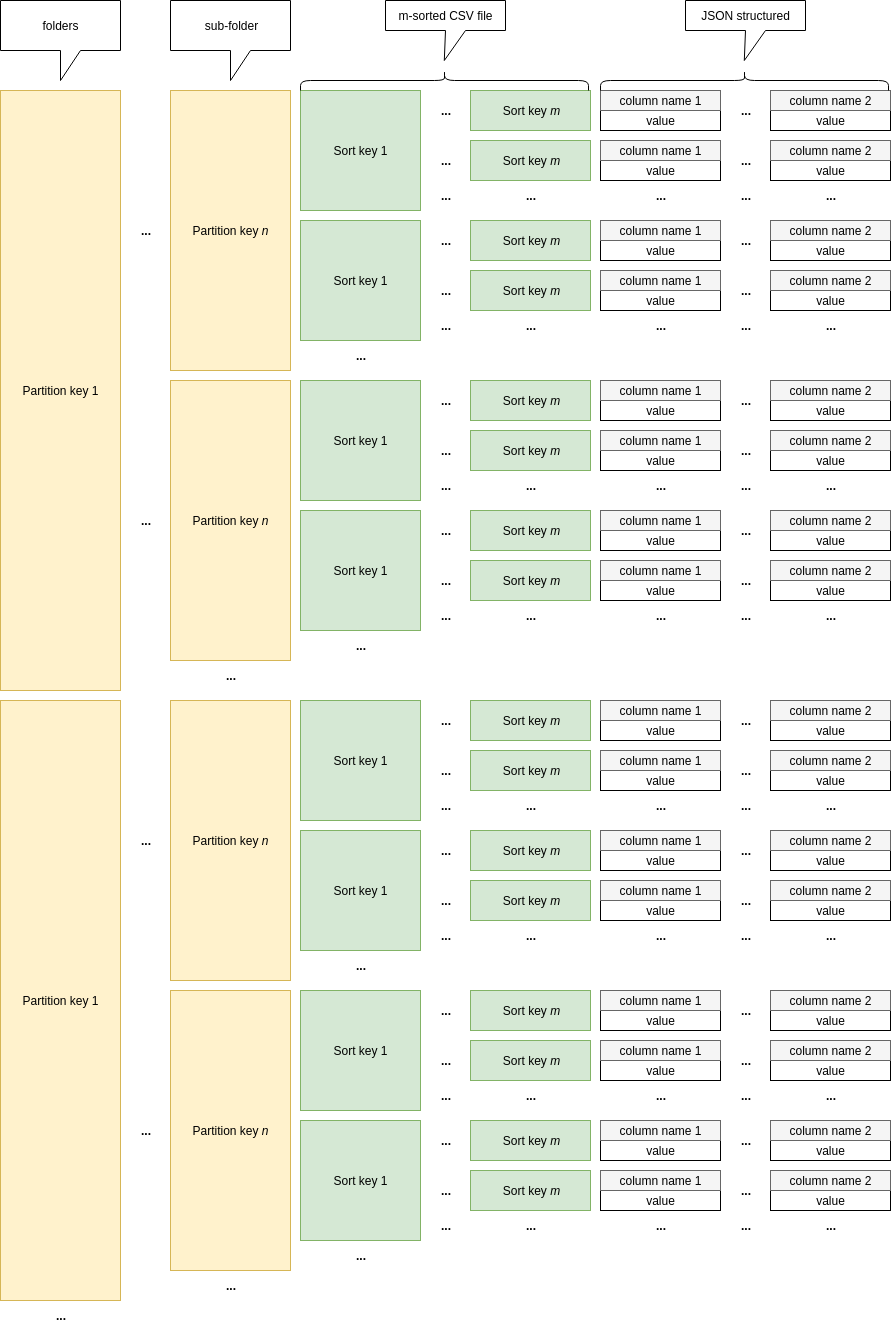 folders
sub-folder
m-sorted CSV file
JSON structured
Partition key 1
...
Partition key n
Sort key 1
...
Sort key m
column name 1
value
...
column name 2
value
...
Sort key m
column name 1
value
...
column name 2
value
...
...
...
...
...
Sort key 1
...
Sort key m
column name 1
value
...
column name 2
value
...
Sort key m
column name 1
value
...
column name 2
value
...
...
...
...
...
...
...
Partition key n
Sort key 1
...
Sort key m
column name 1
value
...
column name 2
value
...
Sort key m
column name 1
value
...
column name 2
value
...
...
...
...
...
Sort key 1
...
Sort key m
column name 1
value
...
column name 2
value
...
Sort key m
column name 1
value
...
column name 2
value
...
...
...
...
...
...
...
Partition key 1
...
Partition key n
Sort key 1
...
Sort key m
column name 1
value
...
column name 2
value
...
Sort key m
column name 1
value
...
column name 2
value
...
...
...
...
...
Sort key 1
...
Sort key m
column name 1
value
...
column name 2
value
...
Sort key m
column name 1
value
...
column name 2
value
...
...
...
...
...
...
...
Partition key n
Sort key 1
...
Sort key m
column name 1
value
...
column name 2
value
...
Sort key m
column name 1
value
...
column name 2
value
...
...
...
...
...
Sort key 1
...
Sort key m
column name 1
value
...
column name 2
value
...
Sort key m
column name 1
value
...
column name 2
value
...
...
...
...
...
...
...
...